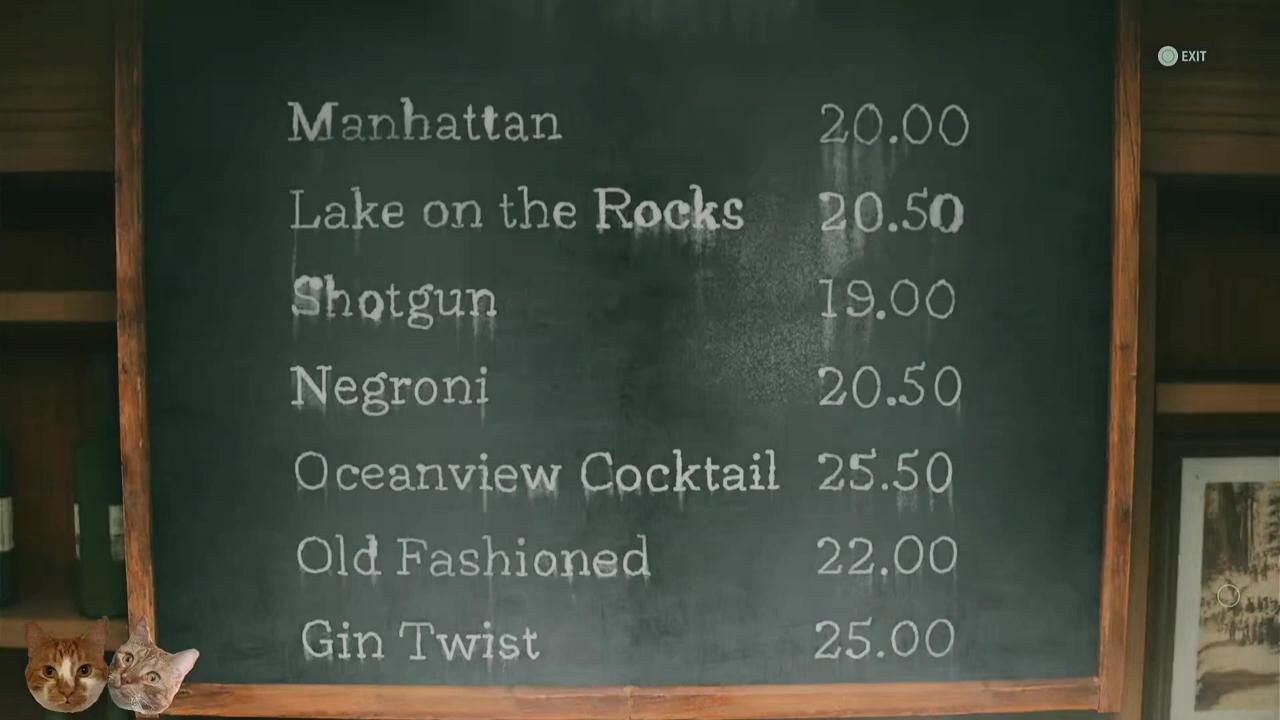 EXIT
Manhattan 20.00
Lake on the Rocks 20.50
Shotgun 19.00
Negroni 20.50
Oceanview Cocktail 25.50
Old Fashioned 22.00
Gin Twist 25.00